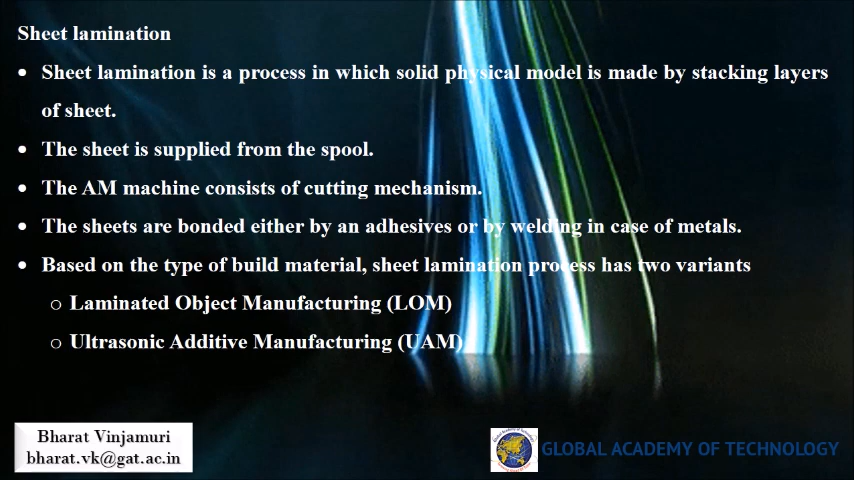 Sheet lamination
• Sheet lamination is a process in which solid physical model is made by stacking layers
of sheet.
• The sheet is supplied from the spool.
• The AM machine consists of cutting mechanism.
• The sheets are bonded either by an adhesives or by welding in case of metals.
• Based on the type of build material, sheet lamination process has two variants
o Laminated Object Manufacturing (LOM)
o Ultrasonic Additive Manufacturing (UAM)
Bharat Vinjamuri
bharat.vk@gat.ac.in
GLOBAL ACADEMY OF TECHNOLOGY